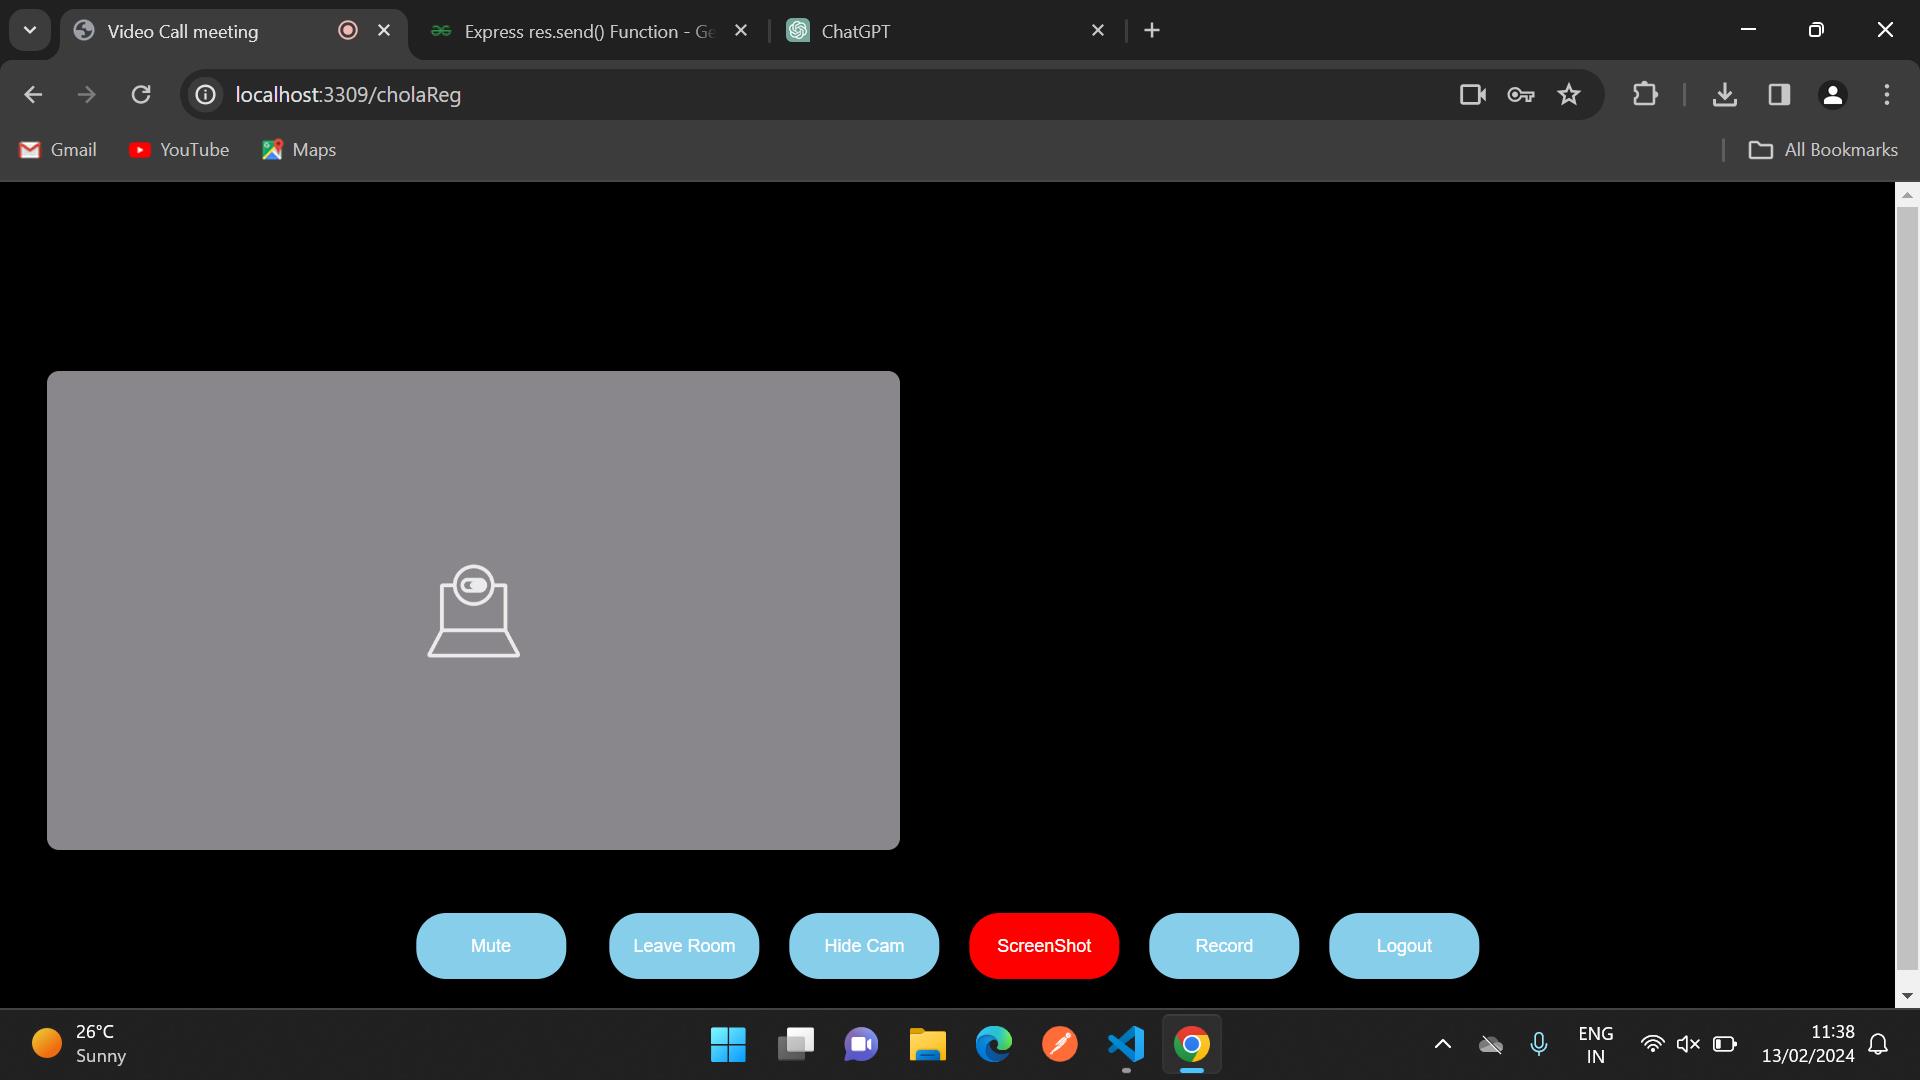 Video Call meeting
Express res.send() Function - Ge
ChatGPT
localhost:3309/cholaReg
Gmail
YouTube
Maps
All Bookmarks
Mute
Leave Room
Hide Cam
ScreenShot
Record
Logout
26°C
Sunny
ENG
IN
11:38
13/02/2024